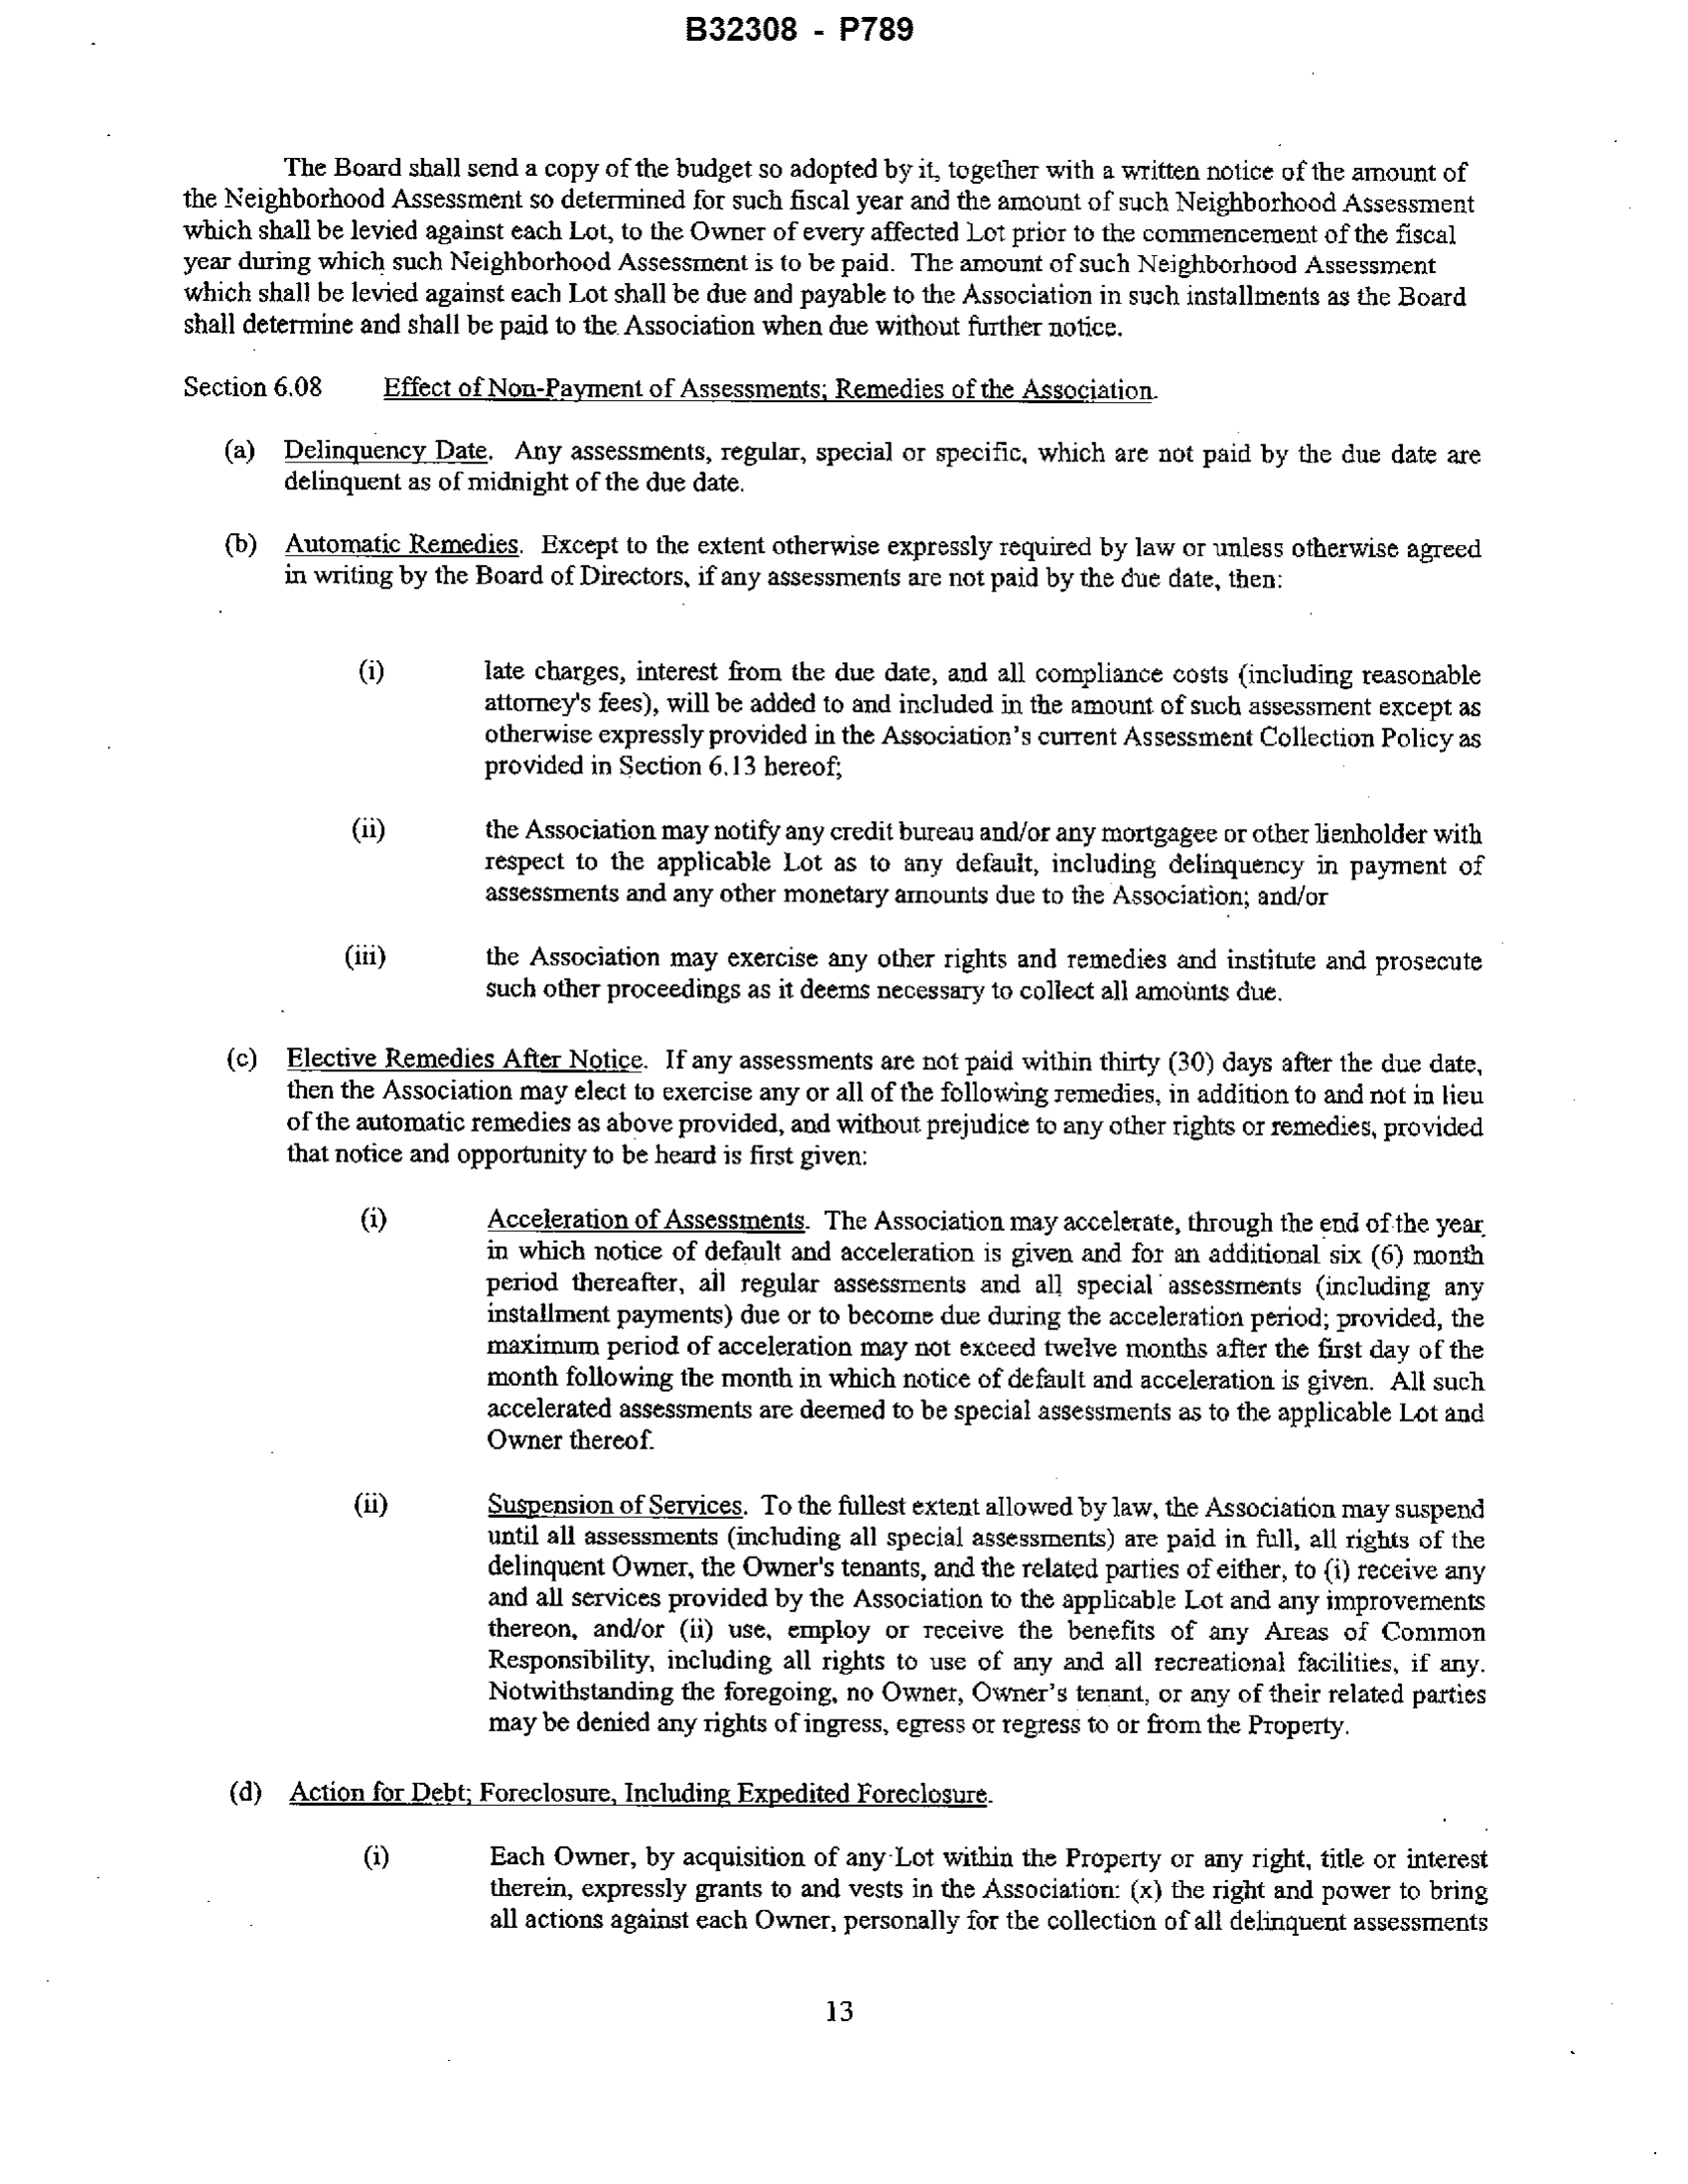 B32308 - P789
The Board shall send a copy of the budget so adopted by it, together with a written notice of the amount of
the Neighborhood Assessment so determined for such fiscal year and the amount of such Neighborhood Assessment
which shall be levied against each Lot, to the Owner of every affected Lot prior to the commencement of the fiscal
year during which such Neighborhood Assessment is to be paid. The amount of such Neighborhood Assessment
which shall be levied against each Lot shall be due and payable to the Association in such installments as the Board
shall determine and shall be paid to the Association when due without further notice.
Section 6.08 Effect of Non-Payment of Assessments; Remedies of the Association.
(a) Delinquency Date. Any assessments, regular, special or specific, which are not paid by the due date are
delinquent as of midnight of the due date.
(b) Automatic Remedies. Except to the extent otherwise expressly required by law or unless otherwise agreed
in writing by the Board of Directors, if any assessments are not paid by the due date, then:
(i) late charges, interest from the due date, and all compliance costs (including reasonable
attorney's fees), will be added to and included in the amount of such assessment except as
otherwise expressly provided in the Association's current Assessment Collection Policy as
provided in Section 6.13 hereof;
(ii) the Association may notify any credit bureau and/or any mortgagee or other lienholder with
respect to the applicable Lot as to any default, including delinquency in payment of
assessments and any other monetary amounts due to the Association; and/or
(iii) the Association may exercise any other rights and remedies and institute and prosecute
such other proceedings as it deems necessary to collect all amounts due.
(c) Elective Remedies After Notice. If any assessments are not paid within thirty (30) days after the due date,
then the Association may elect to exercise any or all of the following remedies, in addition to and not in lieu
of the automatic remedies as above provided, and without prejudice to any other rights or remedies, provided
that notice and opportunity to be heard is first given:
(i) Acceleration of Assessments. The Association may accelerate, through the end of the year
in which notice of default and acceleration is given and for an additional six (6) month
period thereafter, all regular assessments and all special assessments (including any
installment payments) due or to become due during the acceleration period; provided, the
maximum period of acceleration may not exceed twelve months after the first day of the
month following the month in which notice of default and acceleration is given. All such
accelerated assessments are deemed to be special assessments as to the applicable Lot and
Owner thereof.
(ii) Suspension of Services. To the fullest extent allowed by law, the Association may suspend
until all assessments (including all special assessments) are paid in full, all rights of the
delinquent Owner, the Owner's tenants, and the related parties of either, to (i) receive any
and all services provided by the Association to the applicable Lot and any improvements
thereon, and/or (ii) use, employ or receive the benefits of any Areas of Common
Responsibility, including all rights to use of any and all recreational facilities, if any.
Notwithstanding the foregoing, no Owner, Owner's tenant, or any of their related parties
may be denied any rights of ingress, egress or regress to or from the Property.
(d) Action for Debt; Foreclosure, Including Expedited Foreclosure.
(i) Each Owner, by acquisition of any Lot within the Property or any right, title or interest
therein, expressly grants to and vests in the Association: (x) the right and power to bring
all actions against each Owner, personally for the collection of all delinquent assessments
13